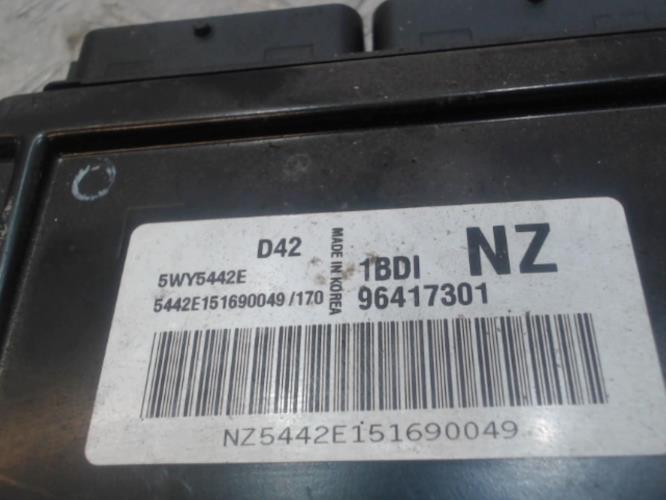 D42
5WY5442E
5442E151690049 /170
MADE IN KOREA
1BDI
NZ
96417301
NZ5442E151690049